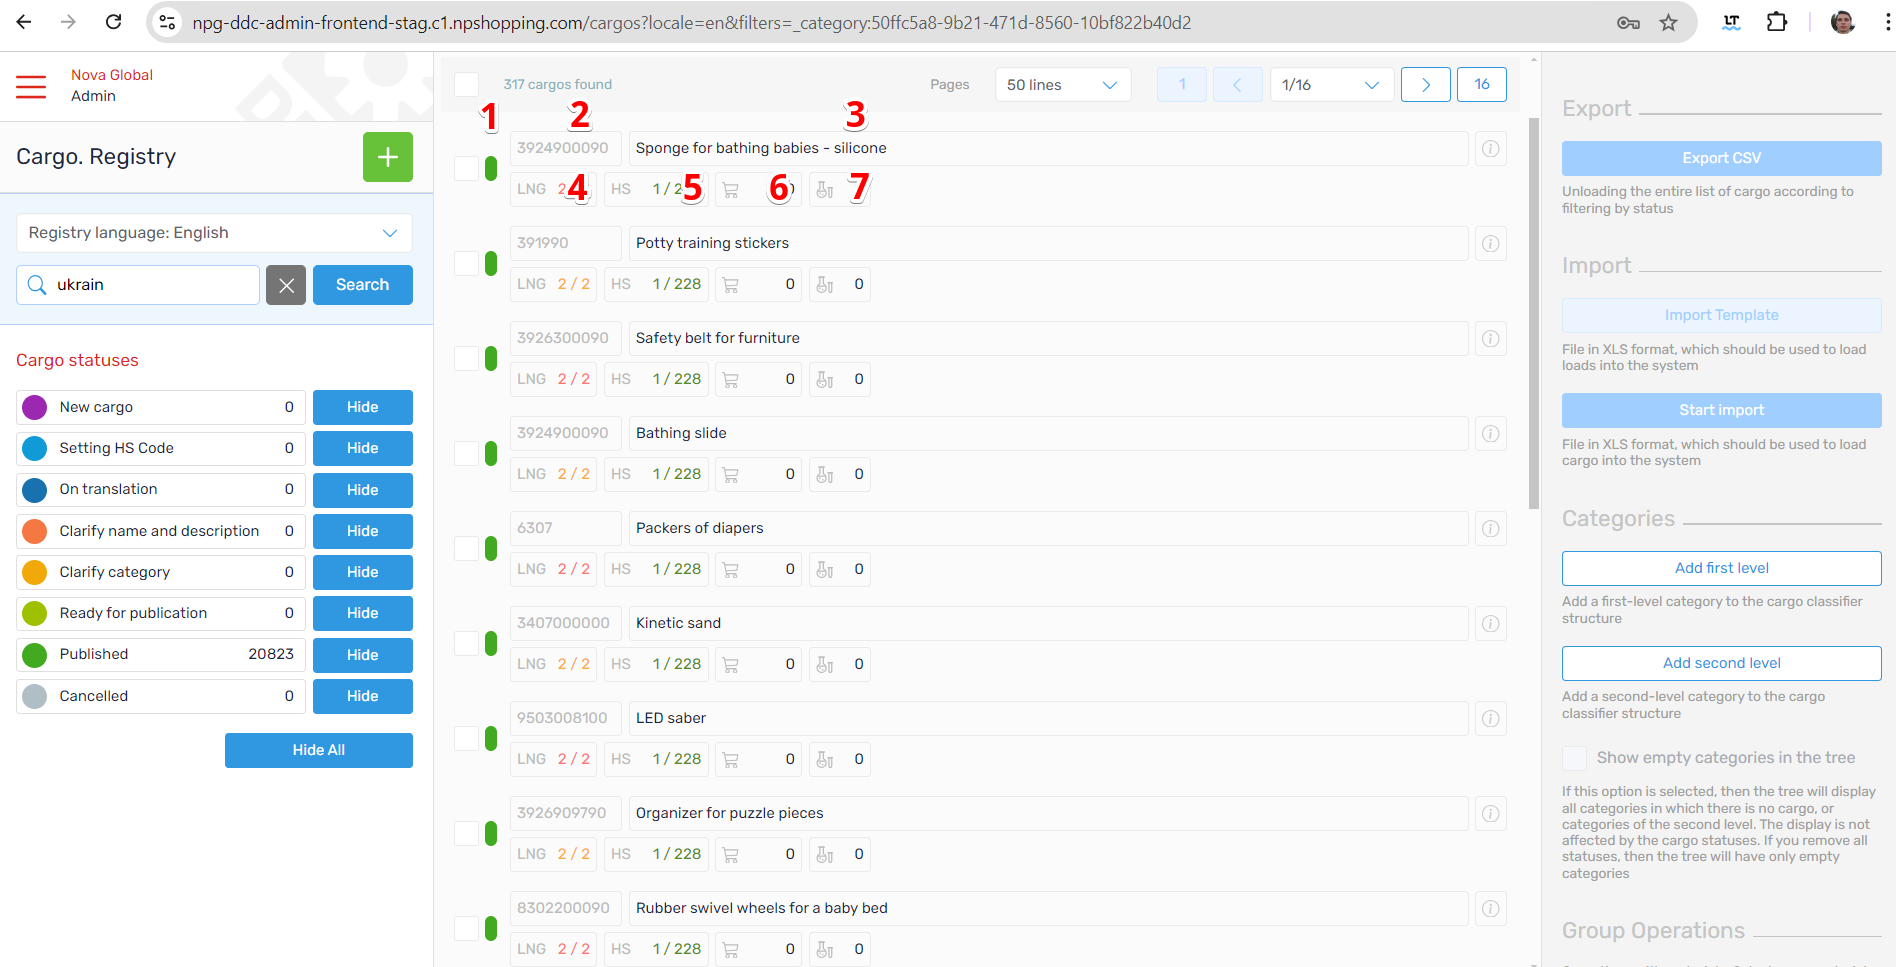 npg-ddc-admin-frontend-stag.c1.npshopping.com/cargos?locale=en&filters=_category:50ffc5a8-9b21-471d-8560-10bf822b40d2
LT
Nova Global
Admin
Cargo. Registry
+
Registry language: English
ukrain
Search
Cargo statuses
New cargo 0 Hide
Setting HS Code 0 Hide
On translation 0 Hide
Clarify name and description 0 Hide
Clarify category 0 Hide
Ready for publication 0 Hide
Published 20823 Hide
Cancelled 0 Hide
Hide All
317 cargos found Pages 50 lines 1 1/16 16
1 2 3
3924900090 Sponge for bathing babies - silicone
LNG 2 4 HS 1 / 2 5 6 7
391990 Potty training stickers
LNG 2 / 2 HS 1 / 228 0 0
3926300090 Safety belt for furniture
LNG 2 / 2 HS 1 / 228 0 0
3924900090 Bathing slide
LNG 2 / 2 HS 1 / 228 0 0
6307 Packers of diapers
LNG 2 / 2 HS 1 / 228 0 0
3407000000 Kinetic sand
LNG 2 / 2 HS 1 / 228 0 0
9503008100 LED saber
LNG 2 / 2 HS 1 / 228 0 0
3926909790 Organizer for puzzle pieces
LNG 2 / 2 HS 1 / 228 0 0
8302200090 Rubber swivel wheels for a baby bed
LNG 2 / 2 HS 1 / 228 0 0
Export
Export CSV
Unloading the entire list of cargo according to
filtering by status
Import
Import Template
File in XLS format, which should be used to load
loads into the system
Start import
File in XLS format, which should be used to load
cargo into the system
Categories
Add first level
Add a first-level category to the cargo classifier
structure
Add second level
Add a second-level category to the cargo
classifier structure
Show empty categories in the tree
If this option is selected, then the tree will display
all categories in which there is no cargo, or
categories of the second level. The display is not
affected by the cargo statuses. If you remove all
statuses, then the tree will have only empty
categories
Group Operations